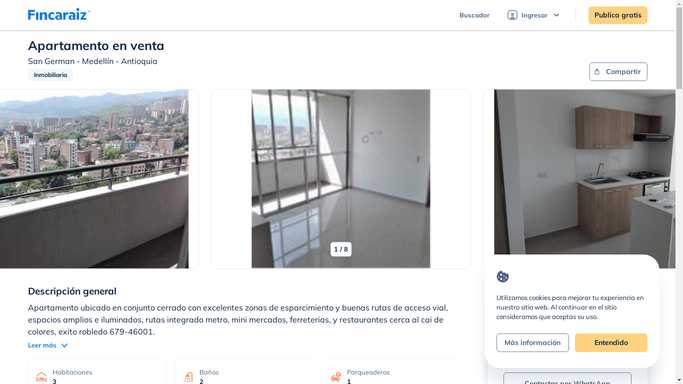 Fincaraiz
Buscador
Ingresar
Publica gratis
Apartamento en venta
San German - Medellín - Antioquia
Inmobiliaria
Compartir
1 / 8
Descripción general
Apartamento ubicado en conjunto cerrado con excelentes zonas de esparcimiento y buenas rutas de acceso vial,
espacios amplios e iluminados, rutas integrado metro, mini mercados, ferreterias, y restaurantes cerca al cai de
colores, exito robledo 679-46001.
Leer más
Habitaciones
3
Baños
2
Parqueaderos
1
Utilizamos cookies para mejorar tu experiencia en
nuestro sitio web. Al continuar en el sitio
consideramos que aceptas su uso.
Más información
Entendido
Contactar por WhatsApp